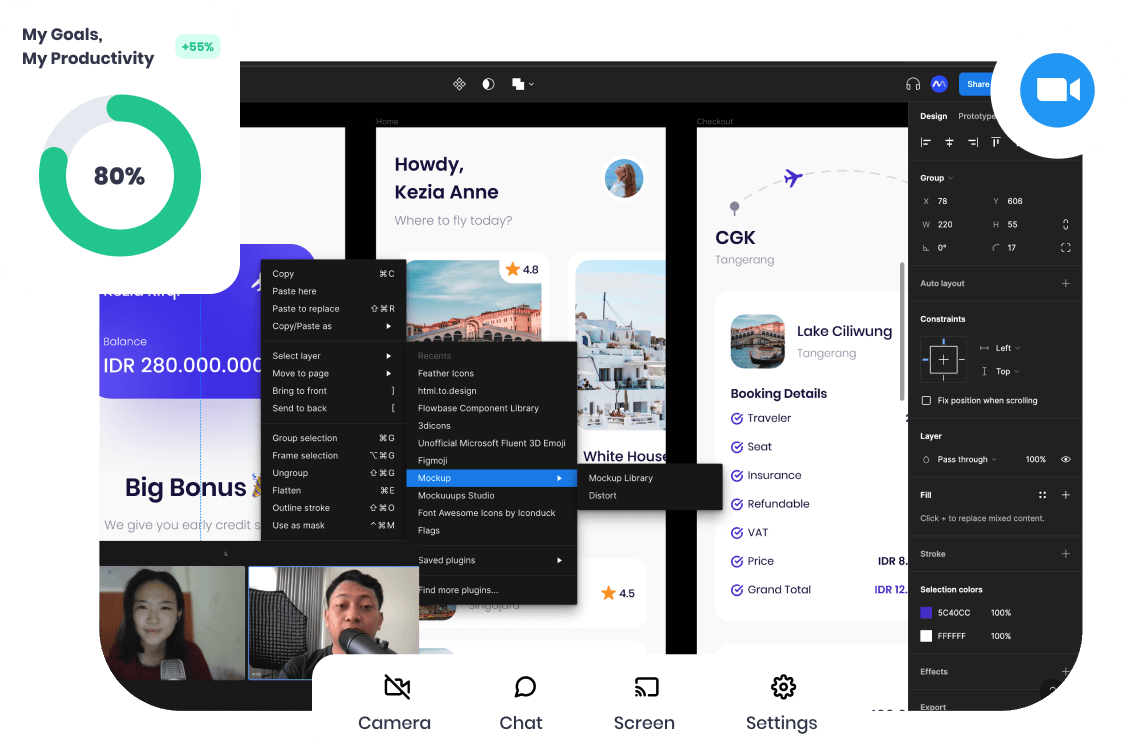 My Goals,
My Productivity
+55%
80%
Share
Home
Checkout
Howdy,
Kezia Anne
Where to fly today?
4.8
White House
4.5
Singajara
CGK
Tangerang
Lake Ciliwung
Tangerang
Booking Details
Traveler
Seat
Insurance
Refundable
VAT
Price
IDR 8.
Grand Total
IDR 12.
Balance
IDR 280.000.000
Big Bonus
We give you early credit s
Copy ⌘C
Paste here
Paste to replace ⇧⌘R
Copy/Paste as
Select layer
Move to page
Bring to front ]
Send to back [
Group selection ⌘G
Frame selection ⌥⌘G
Ungroup ⇧⌘G
Flatten ⌘E
Outline stroke ⇧⌘O
Use as mask ^⌘M
Recents
Feather Icons
html.to.design
Flowbase Component Library
3dicons
Unofficial Microsoft Fluent 3D Emoji
Figmoji
Mockup
Mockuuups Studio
Font Awesome Icons by Iconduck
Flags
Saved plugins
Find more plugins...
Mockup Library
Distort
Design Prototype
Group
X 78 Y 606
W 220 H 55
0° 17
Auto layout
Constraints
Left
Top
Fix position when scrolling
Layer
Pass through 100%
Fill
Click + to replace mixed content.
Stroke
Selection colors
5C40CC 100%
FFFFFF 100%
Effects
Export
Camera
Chat
Screen
Settings